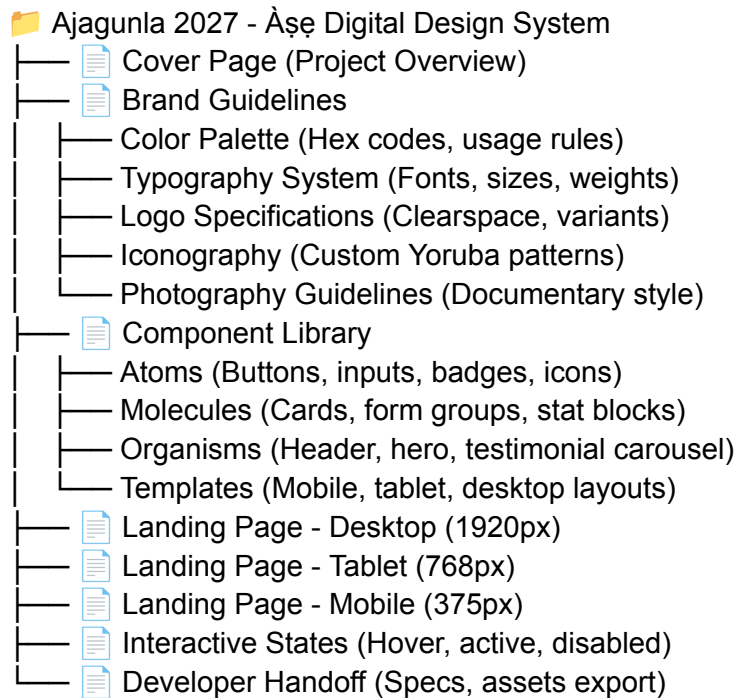 📁 Ajagunla 2027 - Àṣẹ Digital Design System
├── 📄 Cover Page (Project Overview)
├── 📄 Brand Guidelines
│   ├── Color Palette (Hex codes, usage rules)
│   ├── Typography System (Fonts, sizes, weights)
│   ├── Logo Specifications (Clearspace, variants)
│   ├── Iconography (Custom Yoruba patterns)
│   └── Photography Guidelines (Documentary style)
├── 📄 Component Library
│   ├── Atoms (Buttons, inputs, badges, icons)
│   ├── Molecules (Cards, form groups, stat blocks)
│   ├── Organisms (Header, hero, testimonial carousel)
│   └── Templates (Mobile, tablet, desktop layouts)
├── 📄 Landing Page - Desktop (1920px)
├── 📄 Landing Page - Tablet (768px)
├── 📄 Landing Page - Mobile (375px)
├── 📄 Interactive States (Hover, active, disabled)
└── 📄 Developer Handoff (Specs, assets export)